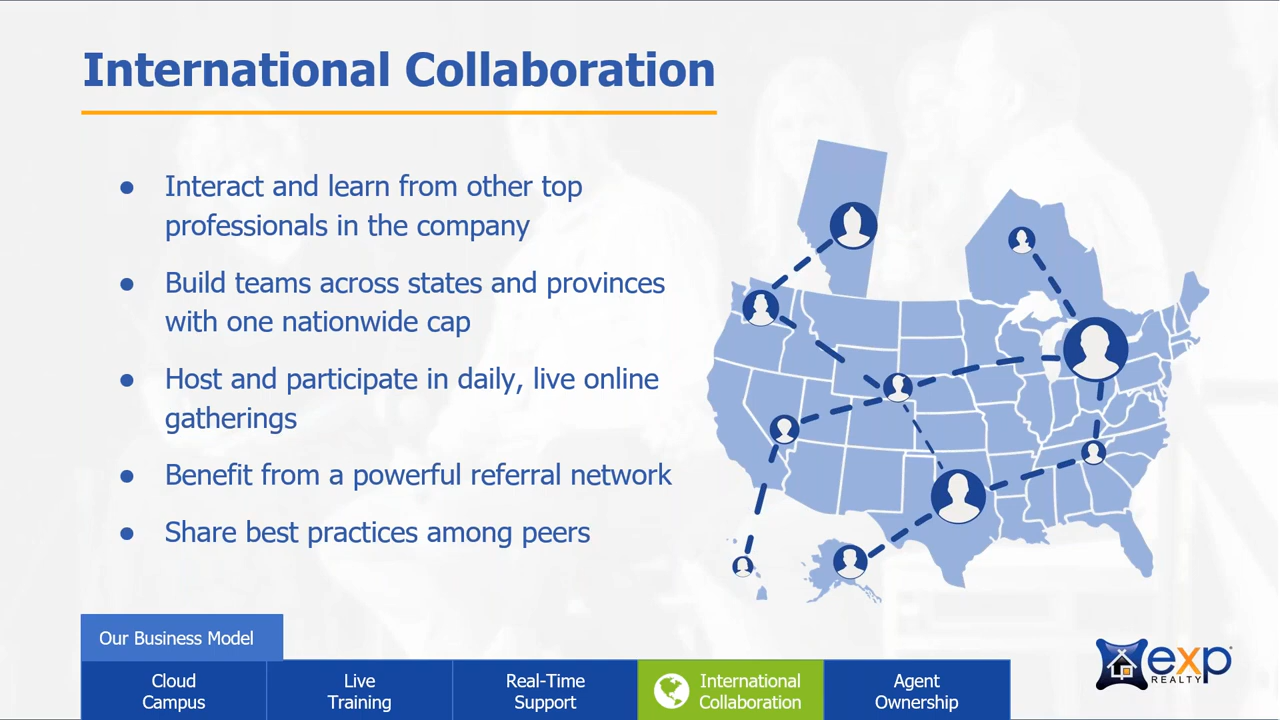 International Collaboration
● Interact and learn from other top
professionals in the company
● Build teams across states and provinces
with one nationwide cap
● Host and participate in daily, live online
gatherings
● Benefit from a powerful referral network
● Share best practices among peers
Our Business Model
Cloud
Campus
Live
Training
Real-Time
Support
International
Collaboration
Agent
Ownership
exp
REALTY